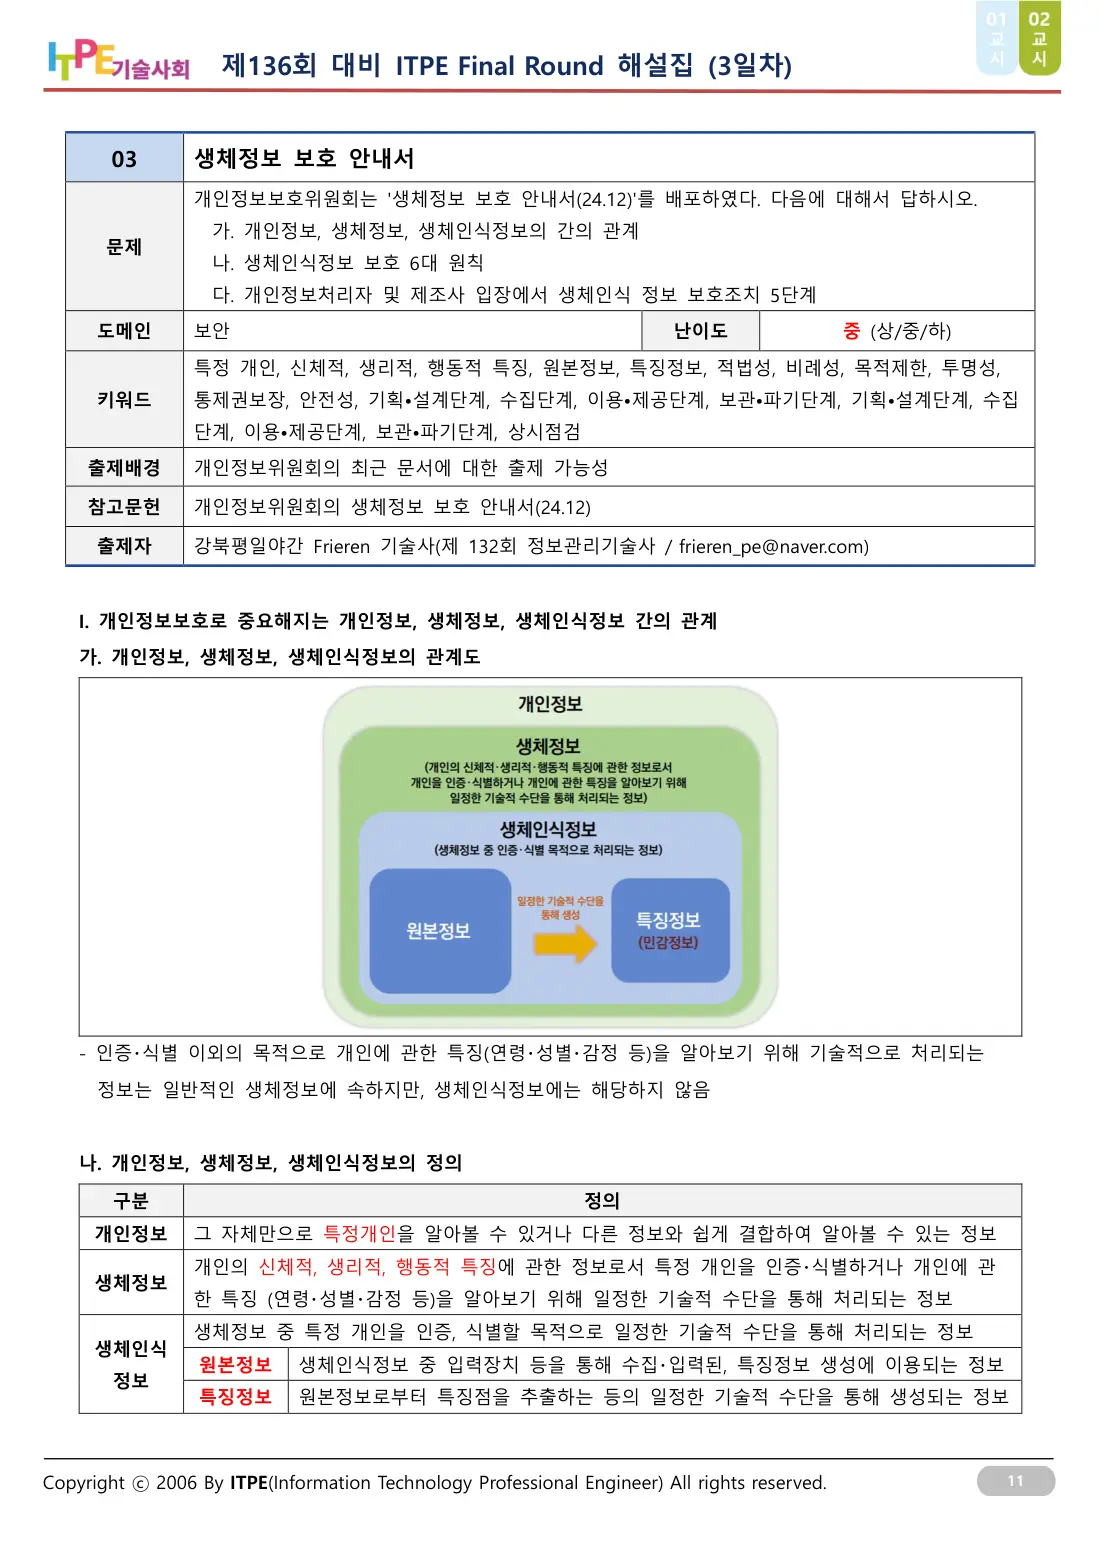 ITPE기술사회 제136회 대비 ITPE Final Round 해설집 (3일차)
01 교시
02 교시
03 생체정보 보호 안내서
문제
개인정보보호위원회는 '생체정보 보호 안내서(24.12)'를 배포하였다. 다음에 대해서 답하시오.
가. 개인정보, 생체정보, 생체인식정보의 간의 관계
나. 생체인식정보 보호 6대 원칙
다. 개인정보처리자 및 제조사 입장에서 생체인식 정보 보호조치 5단계
도메인 보안 난이도 중 (상/중/하)
키워드
특정 개인, 신체적, 생리적, 행동적 특징, 원본정보, 특징정보, 적법성, 비례성, 목적제한, 투명성,
통제권보장, 안전성, 기획•설계단계, 수집단계, 이용•제공단계, 보관•파기단계, 기획•설계단계, 수집
단계, 이용•제공단계, 보관•파기단계, 상시점검
출제배경 개인정보위원회의 최근 문서에 대한 출제 가능성
참고문헌 개인정보위원회의 생체정보 보호 안내서(24.12)
출제자 강북평일야간 Frieren 기술사(제 132회 정보관리기술사 / frieren_pe@naver.com)
I. 개인정보보호로 중요해지는 개인정보, 생체정보, 생체인식정보 간의 관계
가. 개인정보, 생체정보, 생체인식정보의 관계도
개인정보
생체정보
(개인의 신체적·생리적·행동적 특징에 관한 정보로서
개인을 인증·식별하거나 개인에 관한 특징을 알아보기 위해
일정한 기술적 수단을 통해 처리되는 정보)
생체인식정보
(생체정보 중 인증·식별 목적으로 처리되는 정보)
원본정보
일정한 기술적 수단을
통해 생성
특징정보
(민감정보)
- 인증·식별 이외의 목적으로 개인에 관한 특징(연령·성별·감정 등)을 알아보기 위해 기술적으로 처리되는
정보는 일반적인 생체정보에 속하지만, 생체인식정보에는 해당하지 않음
나. 개인정보, 생체정보, 생체인식정보의 정의
구분 정의
개인정보 그 자체만으로 특정개인을 알아볼 수 있거나 다른 정보와 쉽게 결합하여 알아볼 수 있는 정보
생체정보
개인의 신체적, 생리적, 행동적 특징에 관한 정보로서 특정 개인을 인증·식별하거나 개인에 관
한 특징 (연령·성별·감정 등)을 알아보기 위해 일정한 기술적 수단을 통해 처리되는 정보
생체인식
정보
생체정보 중 특정 개인을 인증, 식별할 목적으로 일정한 기술적 수단을 통해 처리되는 정보
원본정보 생체인식정보 중 입력장치 등을 통해 수집·입력된, 특징정보 생성에 이용되는 정보
특징정보 원본정보로부터 특징점을 추출하는 등의 일정한 기술적 수단을 통해 생성되는 정보
Copyright ⓒ 2006 By ITPE(Information Technology Professional Engineer) All rights reserved.
11